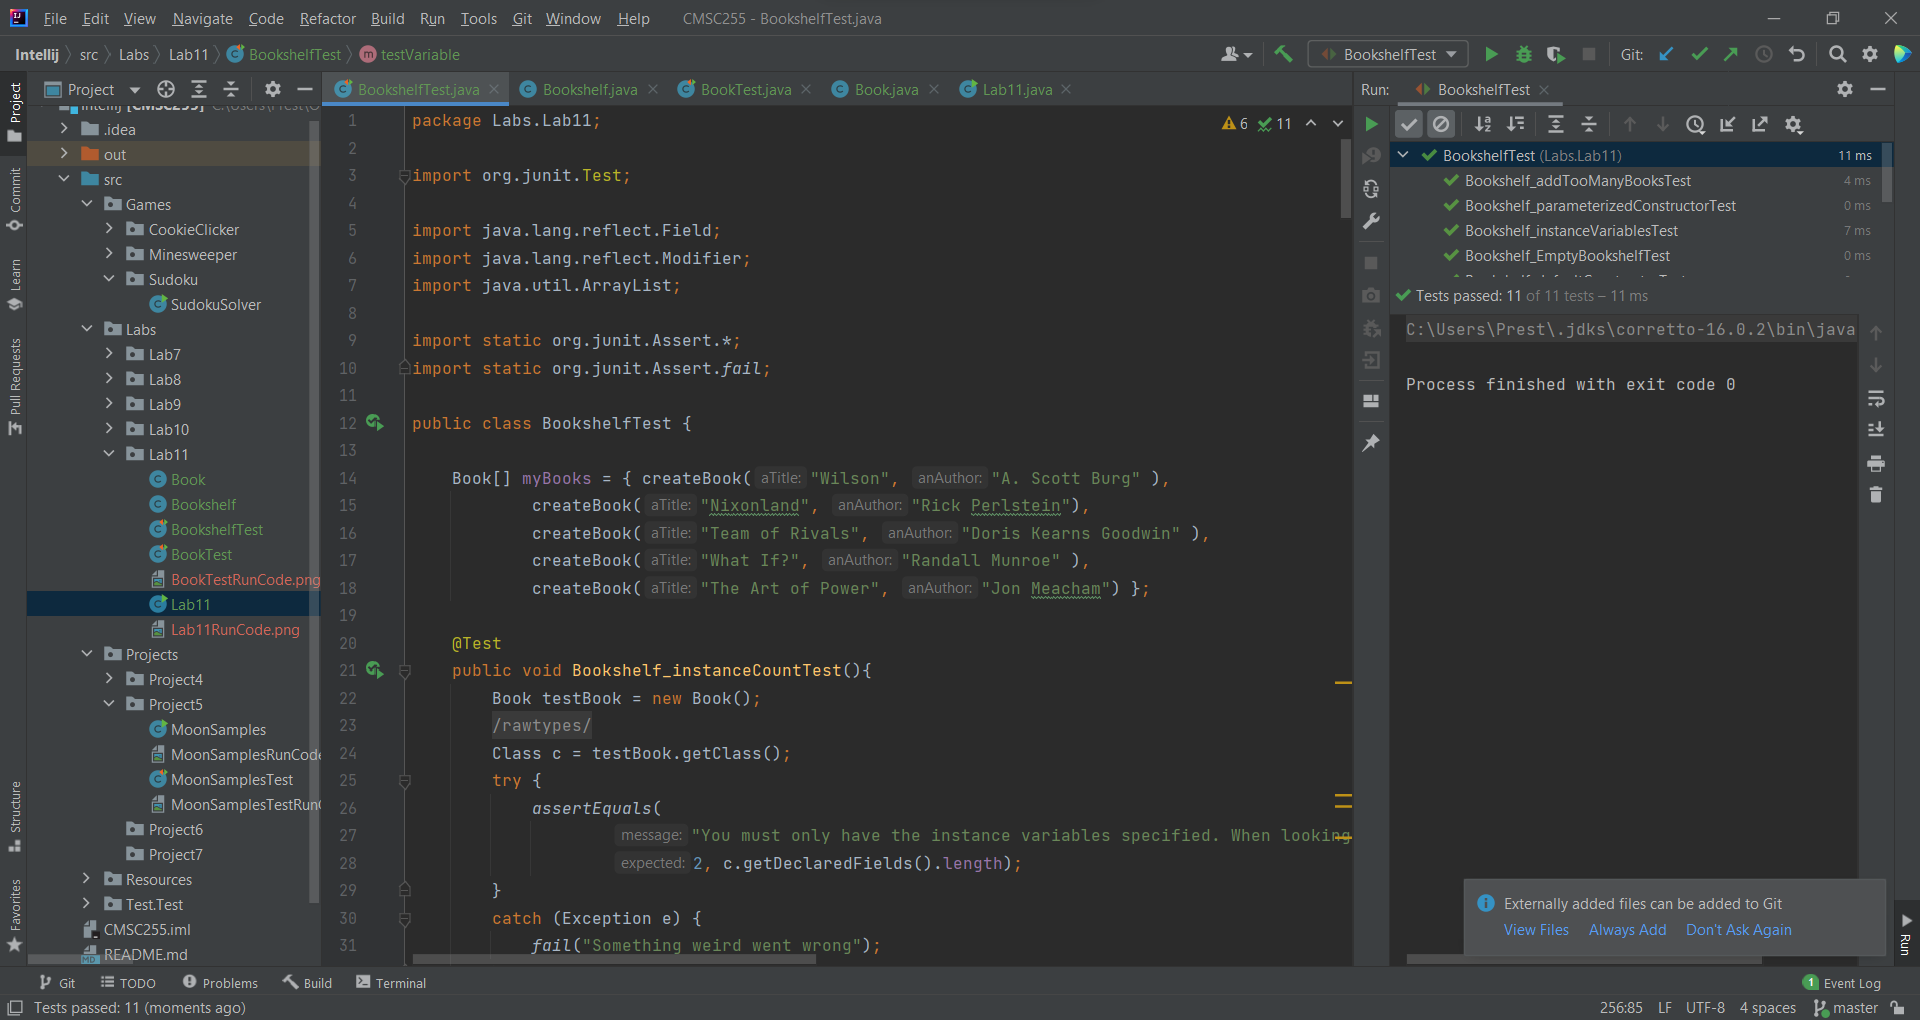 File Edit View Navigate Code Refactor Build Run Tools Git Window Help CMSC255 - BookshelfTest.java
Intellij src Labs Lab11 BookshelfTest testVariable BookshelfTest Git:
Project BookshelfTest.java Bookshelf.java BookTest.java Book.java Lab11.java Run: BookshelfTest
Project
Commit
Learn
Pull Requests
Structure
Favorites
.idea
out
src
Games
CookieClicker
Minesweeper
Sudoku
SudokuSolver
Labs
Lab7
Lab8
Lab9
Lab10
Lab11
Book
Bookshelf
BookshelfTest
BookTest
BookTestRunCode.png
Lab11
Lab11RunCode.png
Projects
Project4
Project5
MoonSamples
MoonSamplesRunCode
MoonSamplesTest
MoonSamplesTestRun
Project6
Project7
Resources
Test.Test
CMSC255.iml
README.md
6 11
1 package Labs.Lab11;
2
3 import org.junit.Test;
4
5 import java.lang.reflect.Field;
6 import java.lang.reflect.Modifier;
7 import java.util.ArrayList;
8
9 import static org.junit.Assert.*;
10 import static org.junit.Assert.fail;
11
12 public class BookshelfTest {
13
14 Book[] myBooks = { createBook( aTitle: "Wilson", anAuthor: "A. Scott Burg" ),
15 createBook( aTitle: "Nixonland", anAuthor: "Rick Perlstein"),
16 createBook( aTitle: "Team of Rivals", anAuthor: "Doris Kearns Goodwin" ),
17 createBook( aTitle: "What If?", anAuthor: "Randall Munroe" ),
18 createBook( aTitle: "The Art of Power", anAuthor: "Jon Meacham") };
19
20 @Test
21 public void Bookshelf_instanceCountTest(){
22 Book testBook = new Book();
23 /rawtypes/
24 Class c = testBook.getClass();
25 try {
26 assertEquals(
27 message: "You must only have the instance variables specified. When looking
28 expected: 2, c.getDeclaredFields().length);
29 }
30 catch (Exception e) {
31 fail("Something weird went wrong");
BookshelfTest (Labs.Lab11) 11 ms
Bookshelf_addTooManyBooksTest 4 ms
Bookshelf_parameterizedConstructorTest 0 ms
Bookshelf_instanceVariablesTest 7 ms
Bookshelf_EmptyBookshelfTest 0 ms
Tests passed: 11 of 11 tests – 11 ms
C:\Users\Prest\.jdks\corretto-16.0.2\bin\java
Process finished with exit code 0
Externally added files can be added to Git
View Files Always Add Don't Ask Again
Run
Git TODO Problems Build Terminal 1 Event Log
Tests passed: 11 (moments ago) 256:85 LF UTF-8 4 spaces master